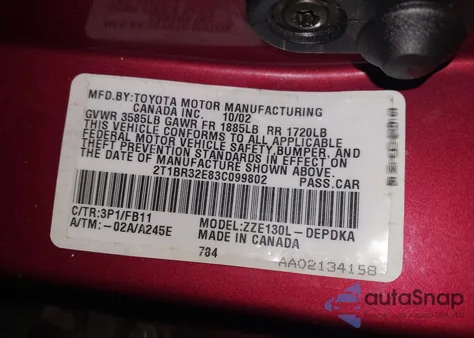 MFD.BY:TOYOTA MOTOR MANUFACTURING
CANADA INC. 10/02
GVWR 3585LB GAWR FR 1885LB RR 1720LB
THIS VEHICLE CONFORMS TO ALL APPLICABLE
FEDERAL MOTOR VEHICLE SAFETY,BUMPER, AND
THEFT PREVENTION STANDARDS IN EFFECT ON
THE DATE OF MANUFACTURE SHOWN ABOVE.
2T1BR32E83C099802 PASS.CAR
C/TR:3P1/FB11 MODEL:ZZE130L-DEPDKA
A/TM:-02A/A245E MADE IN CANADA
784
AA02134158
autaSnap